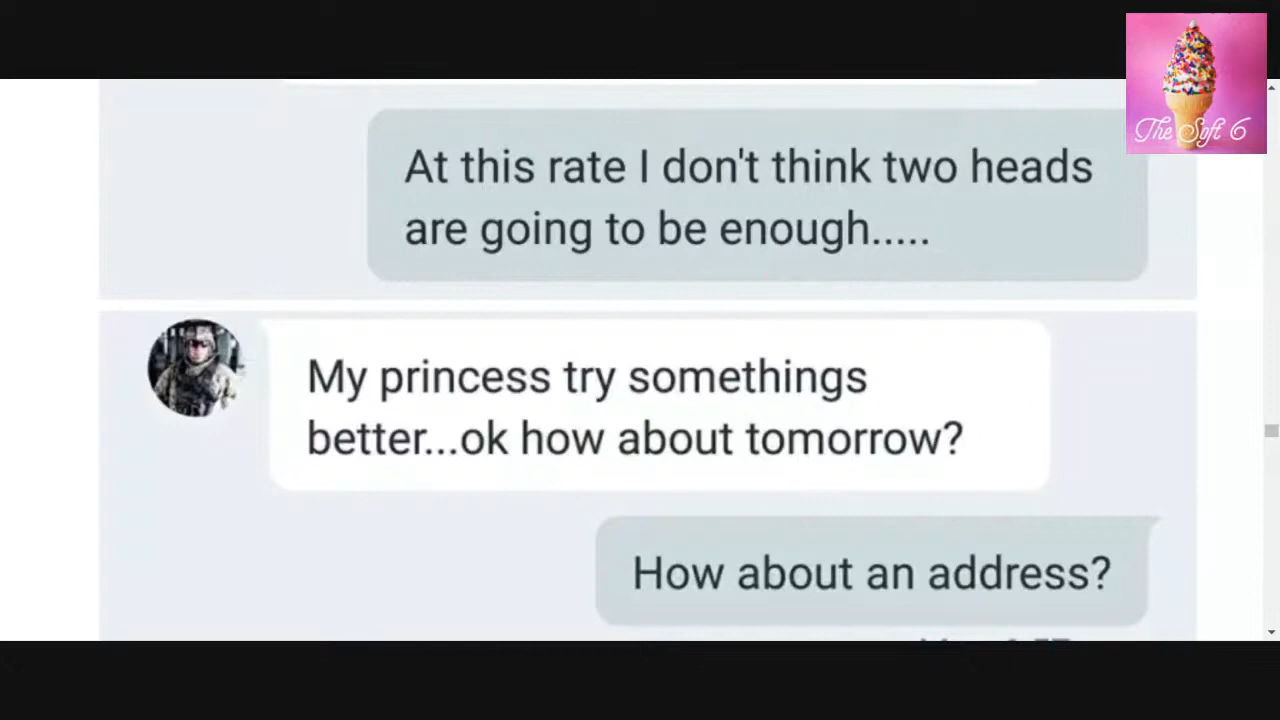 The Soft 6
At this rate I don't think two heads
are going to be enough.....
My princess try somethings
better...ok how about tomorrow?
How about an address?